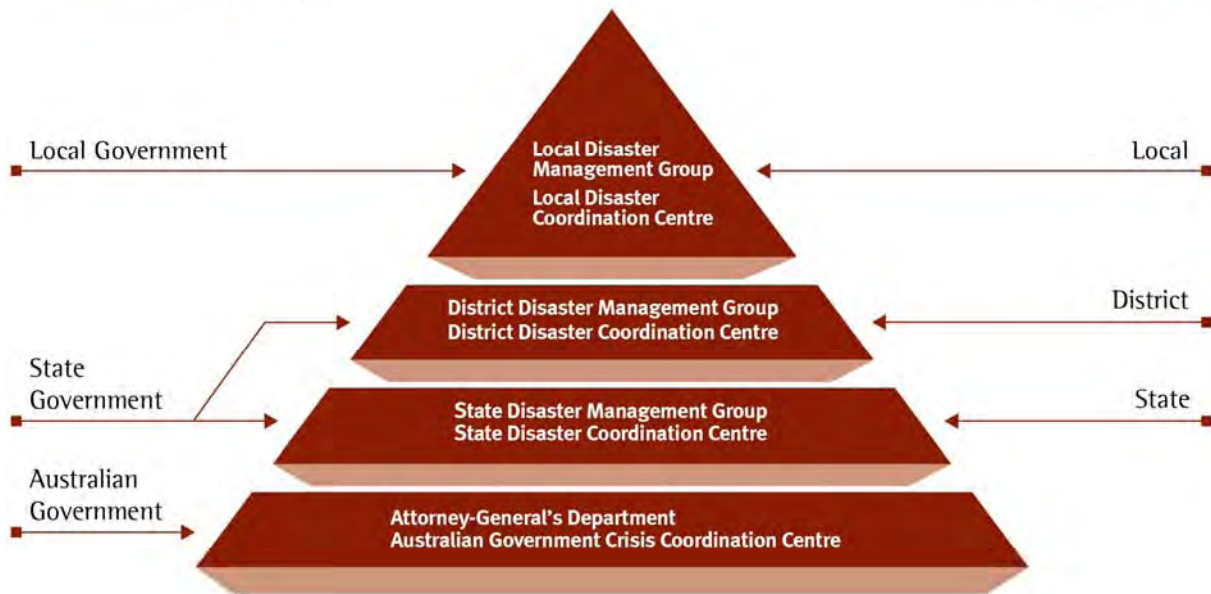 Local Government
Local Disaster
Management Group
Local Disaster
Coordination Centre
Local
District Disaster Management Group
District Disaster Coordination Centre
District
State
Government
State Disaster Management Group
State Disaster Coordination Centre
State
Australian
Government
Attorney-General's Department
Australian Government Crisis Coordination Centre